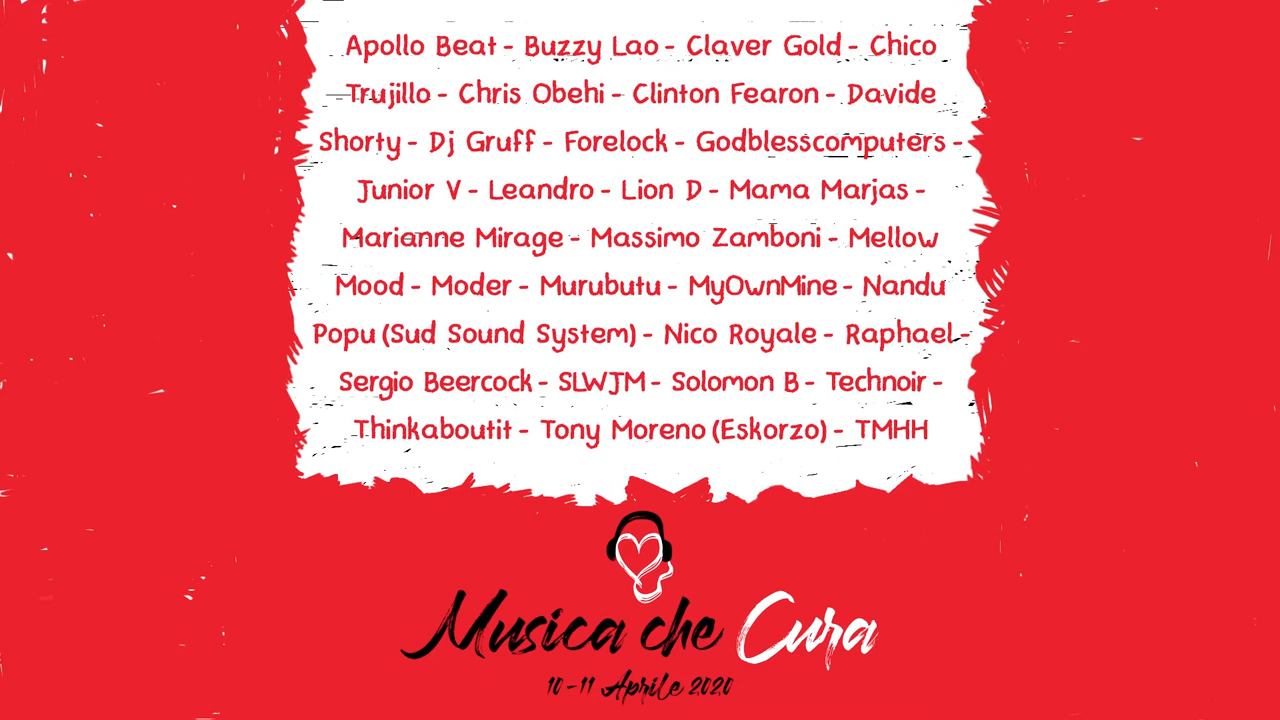 Apollo Beat - Buzzy Lao - Claver Gold - Chico
Trujillo - Chris Obehi - Clinton Fearon - Davide
Shorty - Dj Gruff - Forelock - Godblesscomputers -
Junior V - Leandro - Lion D - Mama Marjas -
Marianne Mirage - Massimo Zamboni - Mellow
Mood - Moder - Murubutu - MyOwnMine - Nandu
Popu (Sud Sound System) - Nico Royale - Raphael -
Sergio Beercock - SLWJM - Solomon B - Technoir -
Thinkaboutit - Tony Moreno (Eskorzo) - TMHH
Musica che Cura
10-11 Aprile 2020